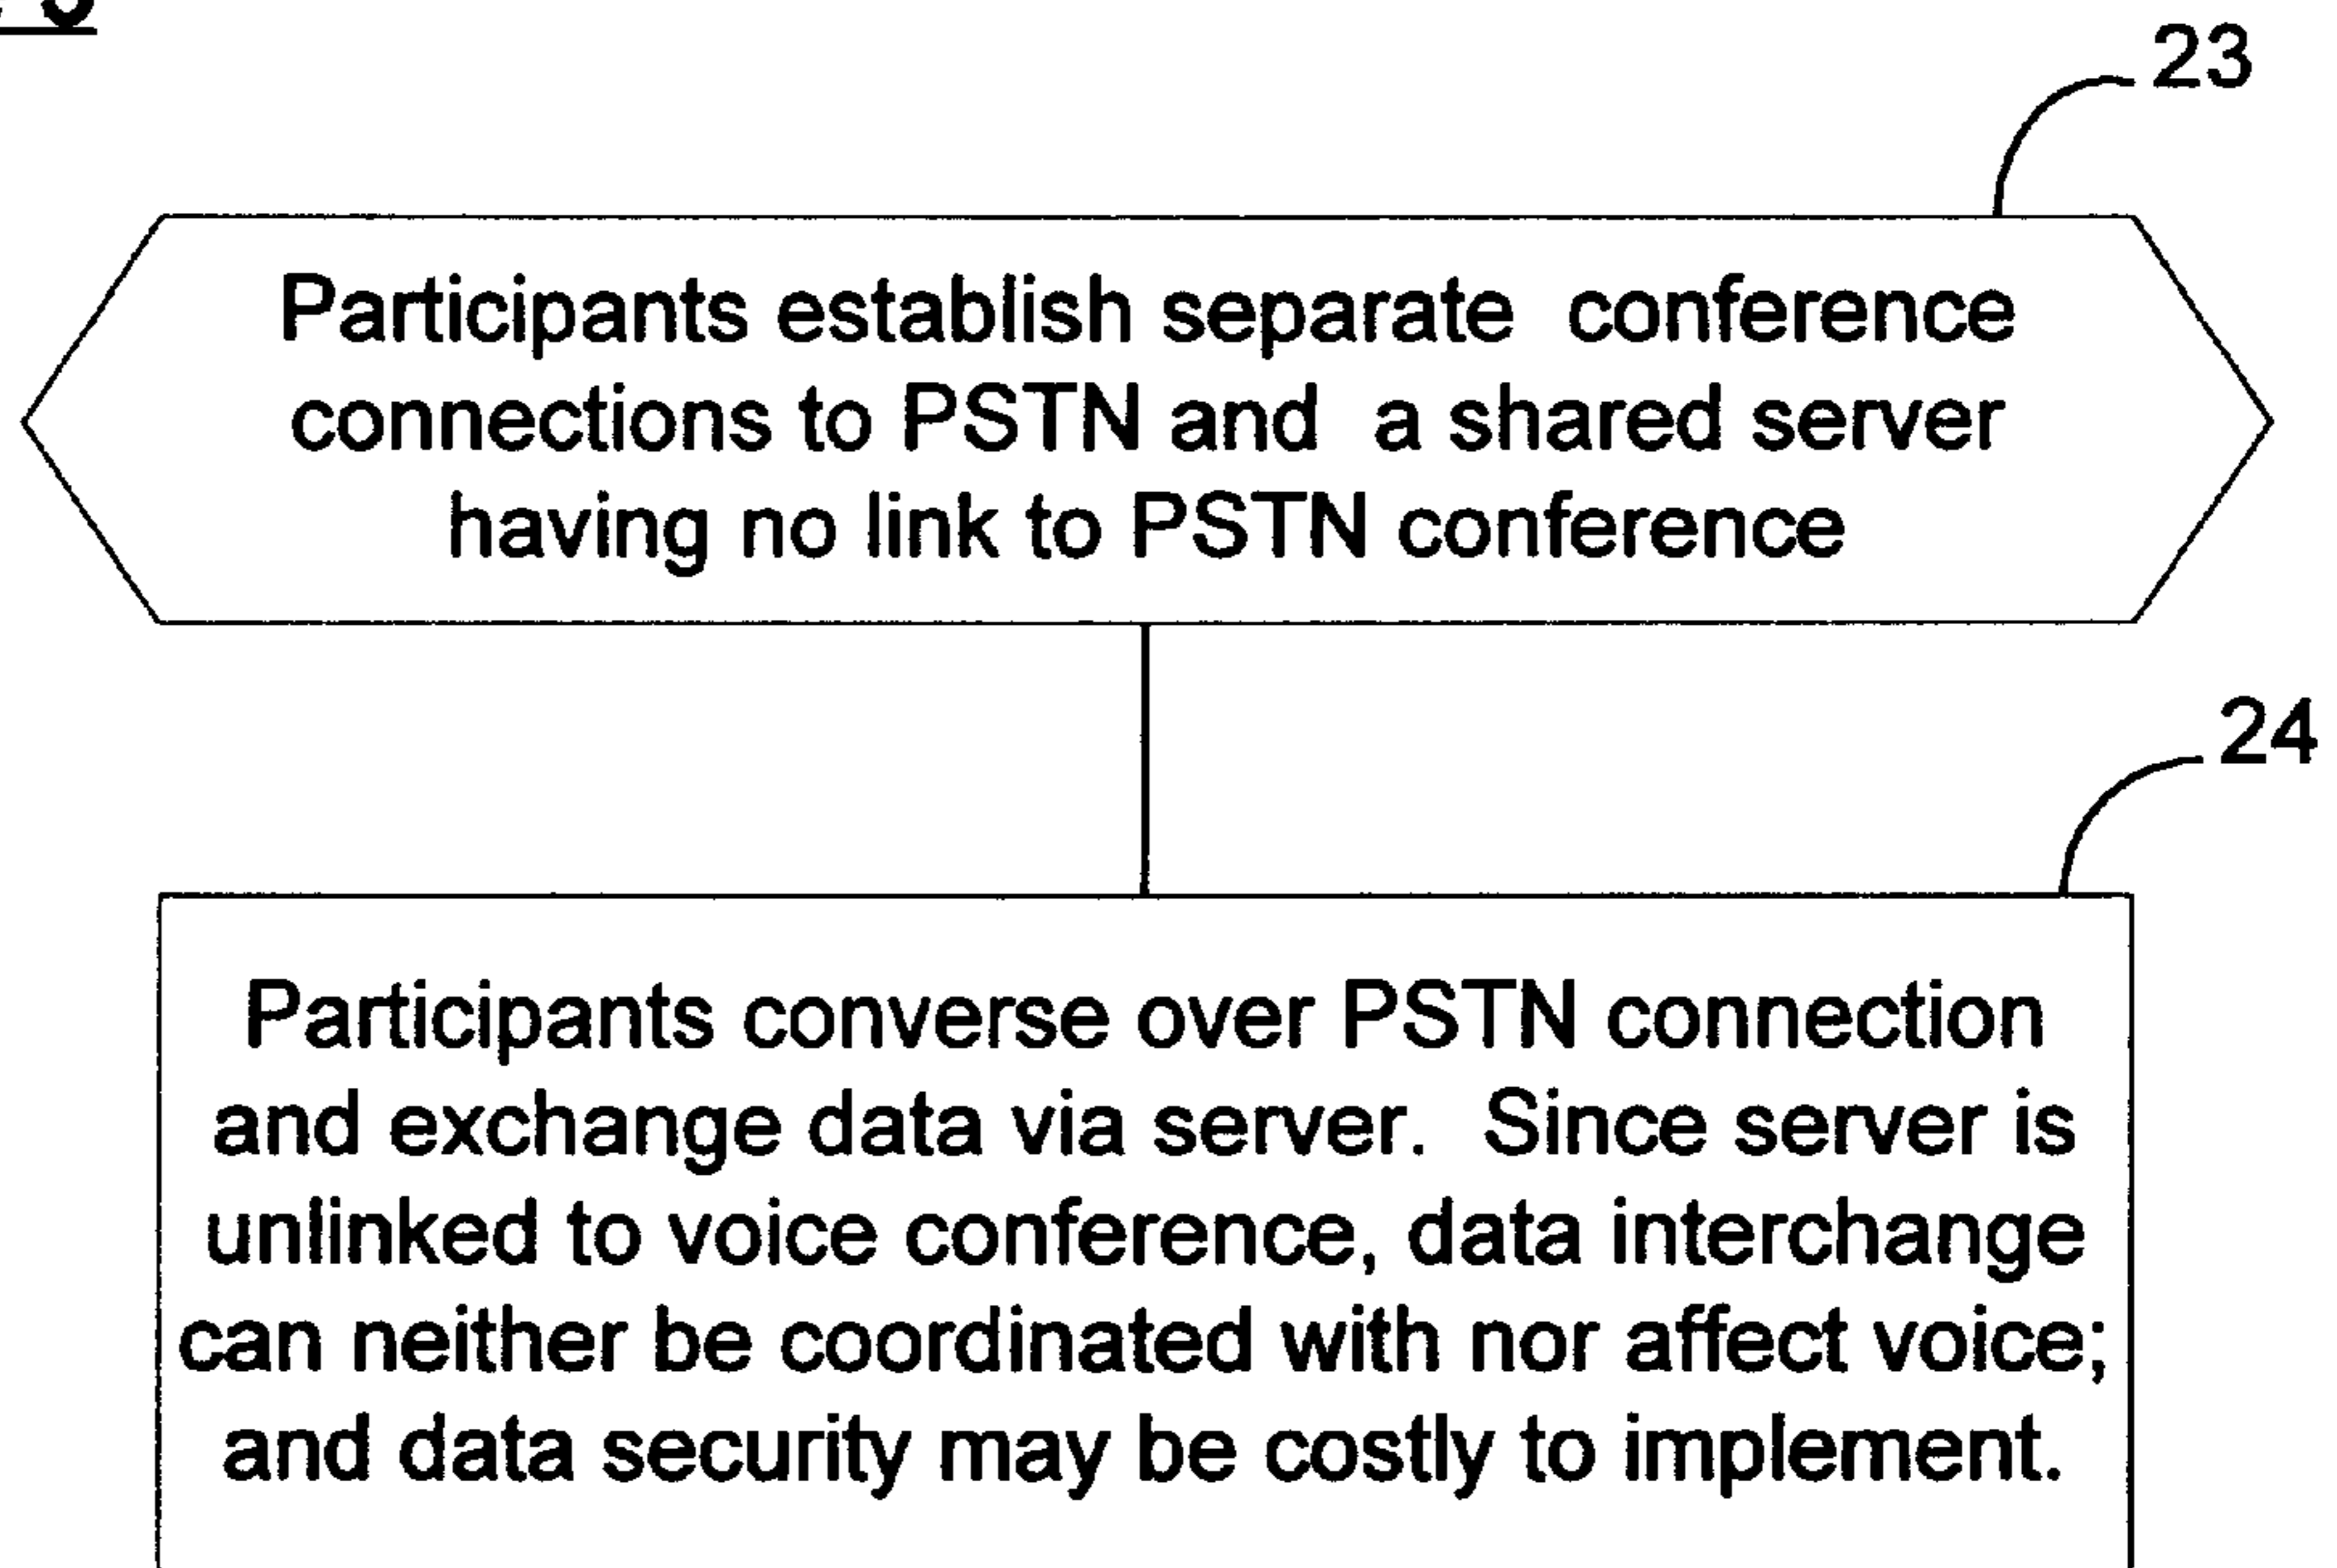 23
Participants establish separate conference
connections to PSTN and a shared server
having no link to PSTN conference
24
Participants converse over PSTN connection
and exchange data via server. Since server is
unlinked to voice conference, data interchange
can neither be coordinated with nor affect voice;
and data security may be costly to implement.